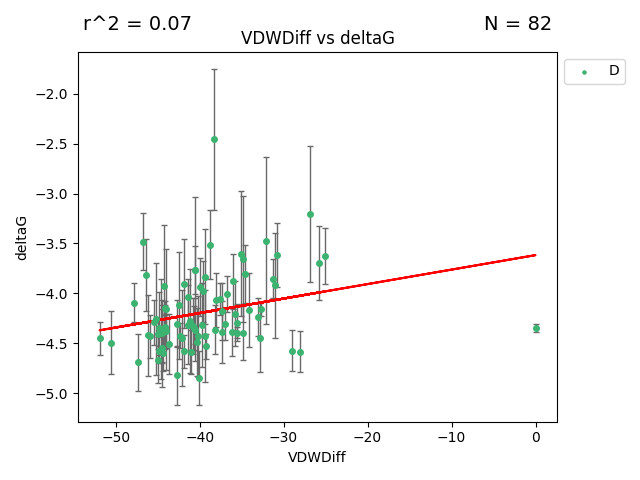 r^2 = 0.07
N = 82
VDWDiff vs deltaG
D
−2.0
−2.5
−3.0
−3.5
−4.0
−4.5
−5.0
deltaG
−50
−40
−30
−20
−10
0
VDWDiff